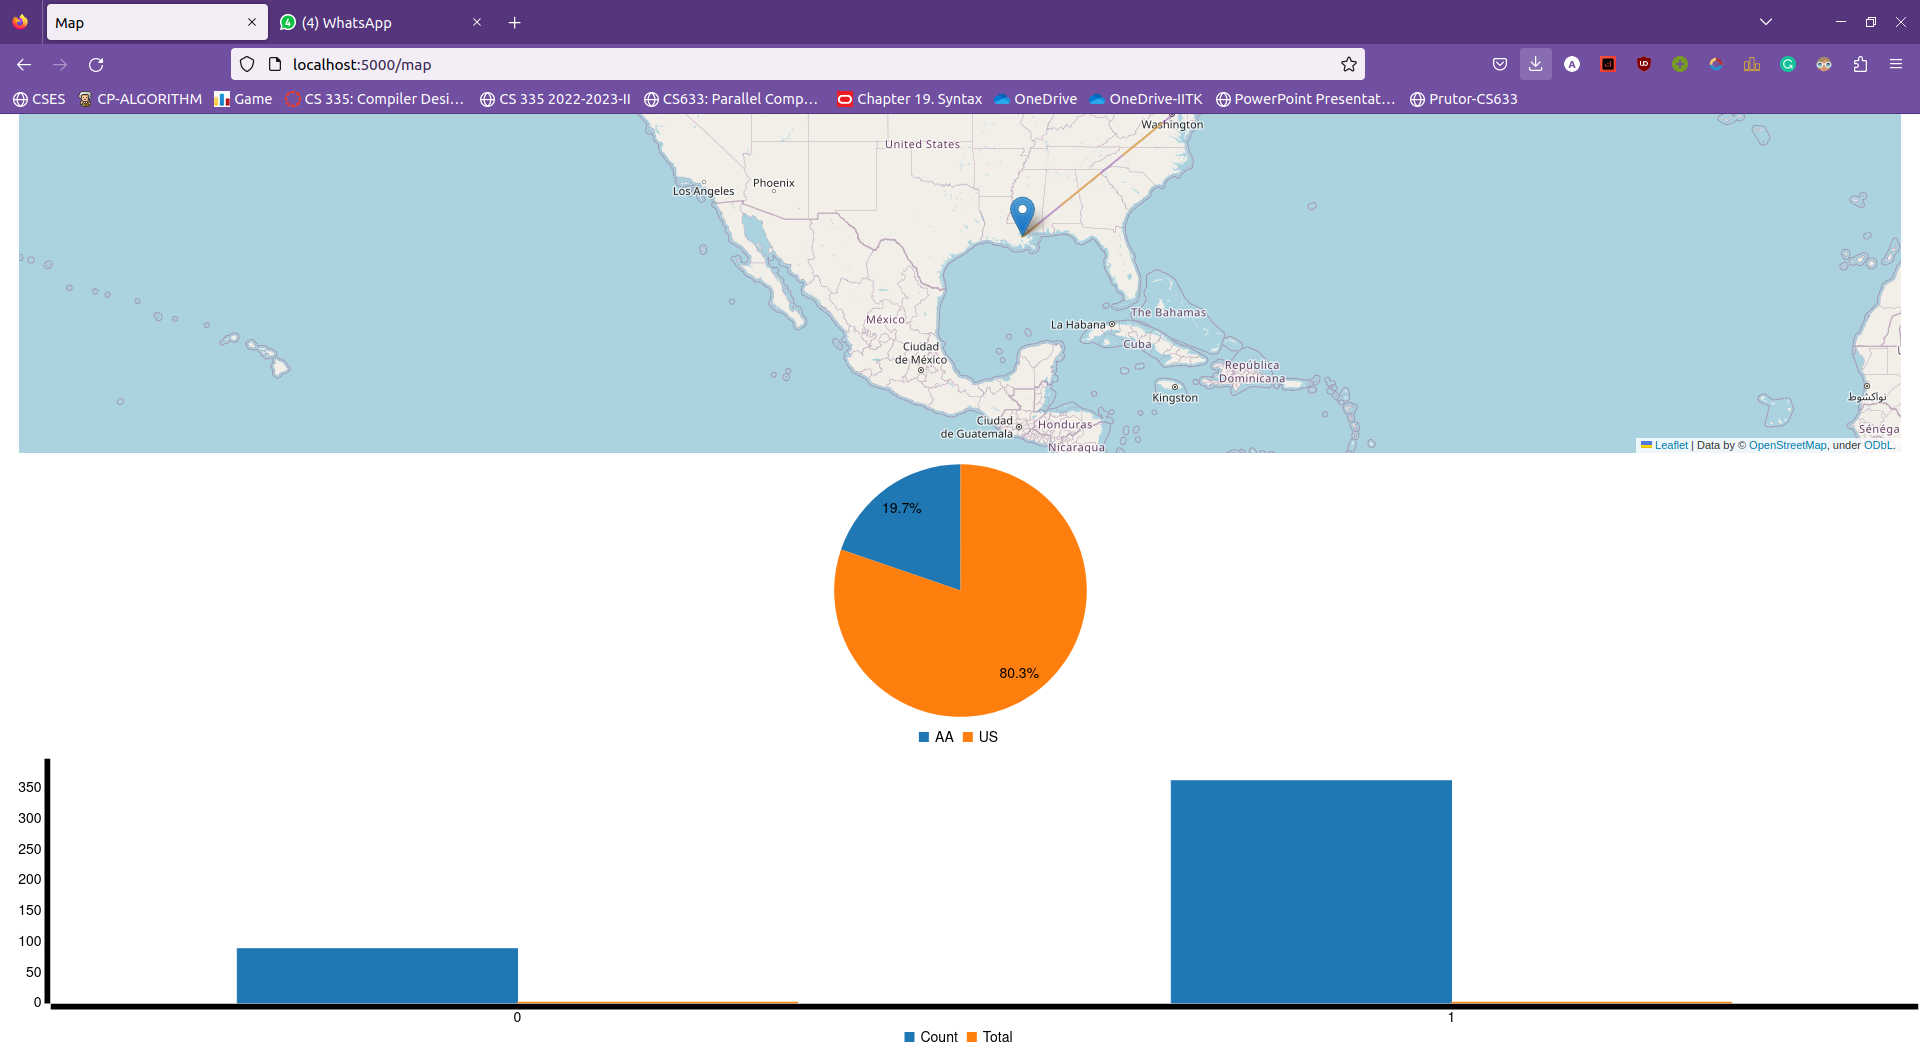 Map
(4) WhatsApp
localhost:5000/map
CSES
CP-ALGORITHM
Game
CS 335: Compiler Desi…
CS 335 2022-2023-II
CS633: Parallel Comp…
Chapter 19. Syntax
OneDrive
OneDrive-IITK
PowerPoint Presentat…
Prutor-CS633
Washington
United States
Phoenix
Los Angeles
The Bahamas
México
La Habana
Cuba
Ciudad
de México
República
Dominicana
Kingston
نواكشوط
Ciudad
de Guatemala
Honduras
Nicaragua
Sénéga
Leaflet | Data by © OpenStreetMap, under ODbL.
19.7%
80.3%
AA US
350
300
250
200
150
100
50
0
0 1
Count Total